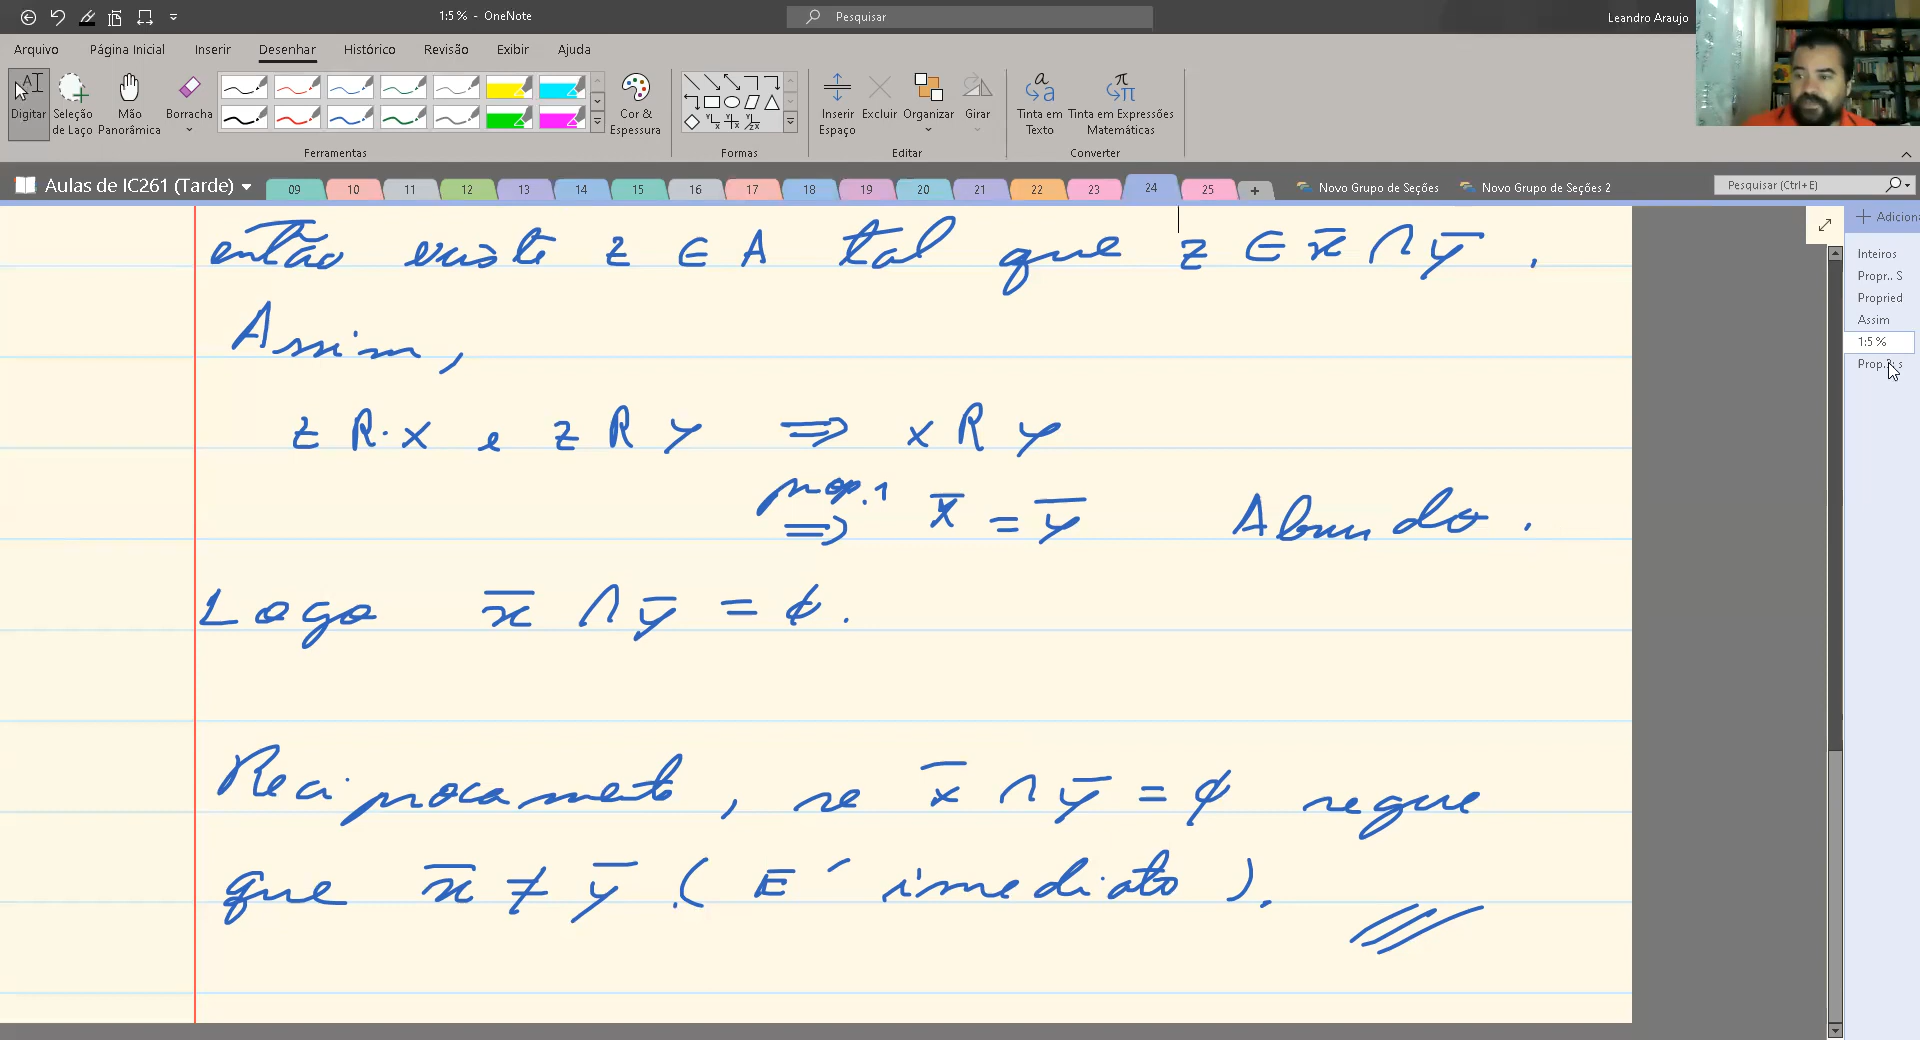 1:5 % - OneNote
Pesquisar
Leandro Araujo
Arquivo Página Inicial Inserir Desenhar Histórico Revisão Exibir Ajuda
Digitar
Seleção de Laço
Mão Panorâmica
Borracha
Cor & Espessura
Inserir Espaço
Excluir
Organizar
Girar
Tinta em Texto
Tinta em Expressões Matemáticas
Ferramentas Formas Editar Converter
Aulas de IC261 (Tarde) 09 10 11 12 13 14 15 16 17 18 19 20 21 22 23 24 25 Novo Grupo de Seções Novo Grupo de Seções 2 Pesquisar (Ctrl+E)
então existe z ∈ A tal que z ∈ x̅ ∩ y̅ .
Assim,
z R x e z R y ⟹ x R y
prop. 1
⟹ x̅ = y̅ Absurdo .
Logo x̅ ∩ y̅ = ϕ .
Reciprocamente, se x̅ ∩ y̅ = ϕ segue
que x̅ ≠ y̅ . ( É imediato ).
Adiciona
Inteiros
Propr.. S
Propried
Assim
1:5 %